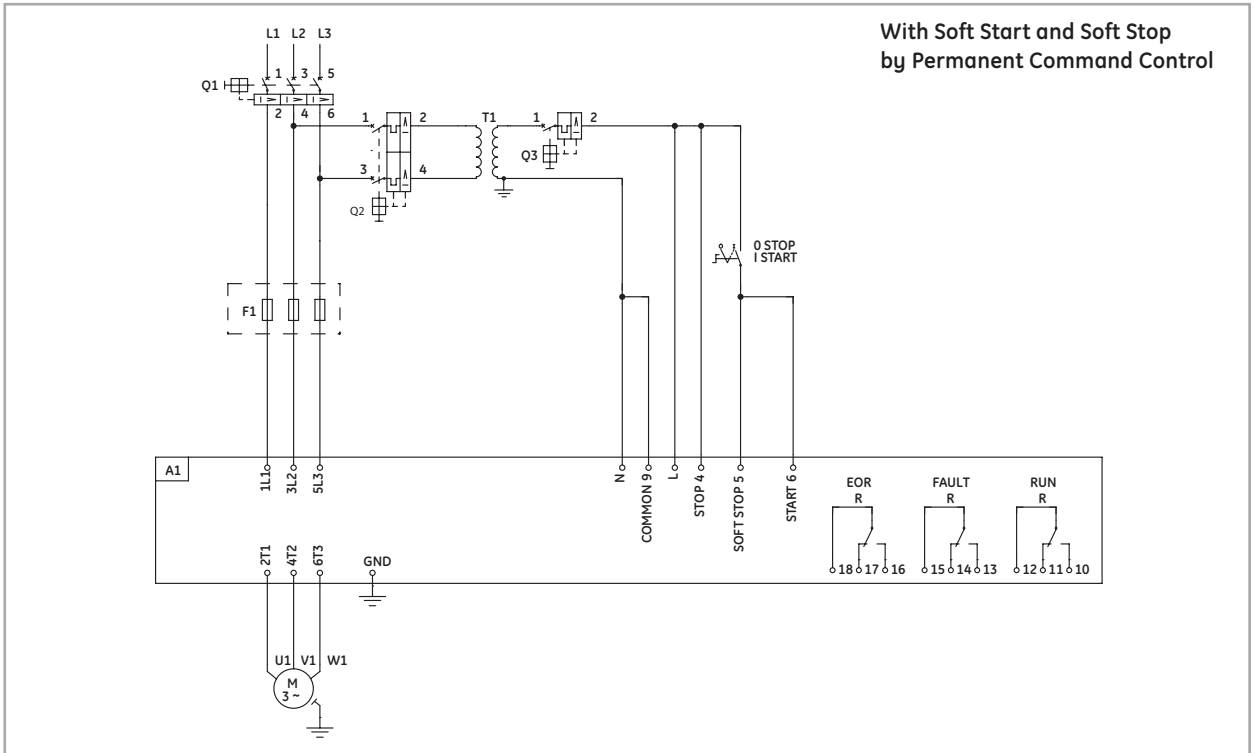 With Soft Start and Soft Stop
by Permanent Command Control
L1 L2 L3
Q1 1 3 5
2 4 6
1 2 T1 1 2
Q3
3 4
Q2
0 STOP
I START
F1
A1
1L1 3L2 5L3 N COMMON 9 L STOP 4 SOFT STOP 5 START 6
EOR FAULT RUN
R R R
2T1 4T2 6T3 GND
18 17 16 15 14 13 12 11 10
U1 V1 W1
M
3 ~